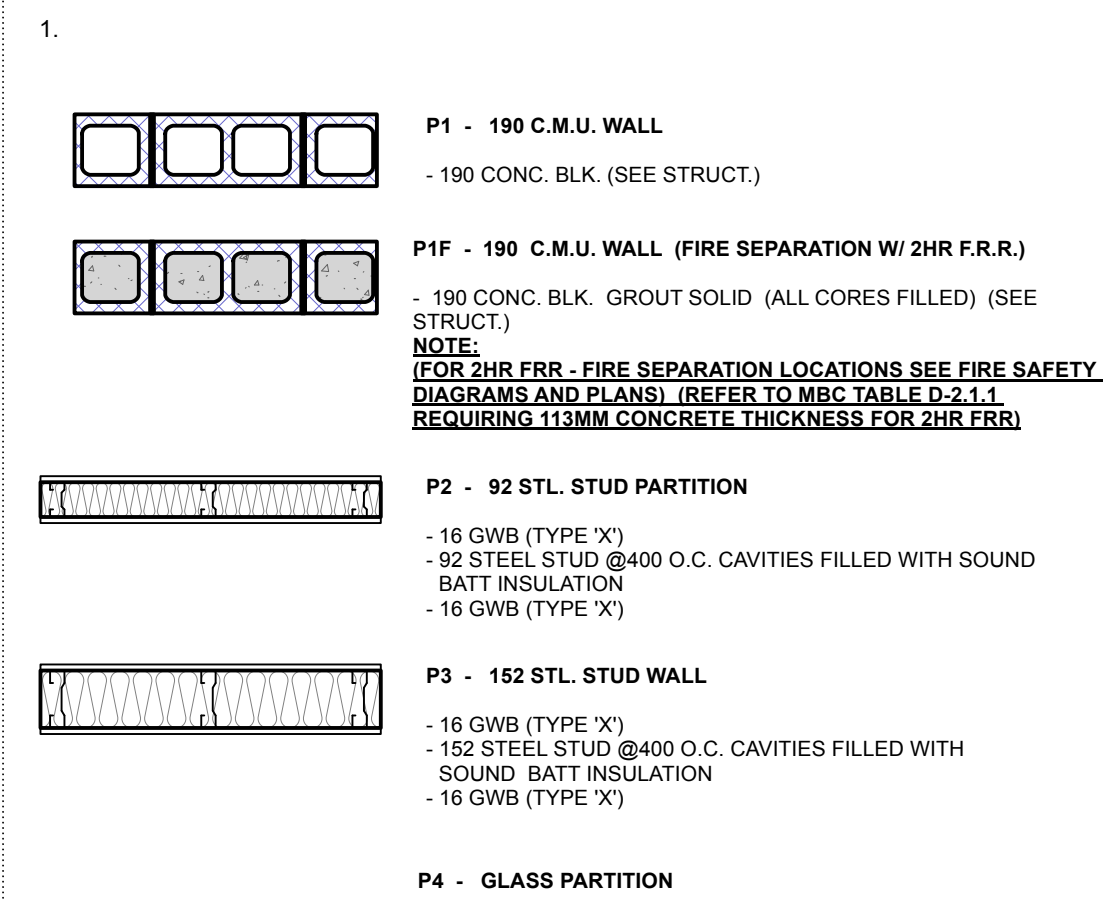 1.
P1 - 190 C.M.U. WALL
- 190 CONC. BLK. (SEE STRUCT.)
P1F - 190 C.M.U. WALL (FIRE SEPARATION W/ 2HR F.R.R.)
- 190 CONC. BLK. GROUT SOLID (ALL CORES FILLED) (SEE
STRUCT.)
NOTE:
(FOR 2HR FRR - FIRE SEPARATION LOCATIONS SEE FIRE SAFETY
DIAGRAMS AND PLANS) (REFER TO MBC TABLE D-2.1.1
REQUIRING 113MM CONCRETE THICKNESS FOR 2HR FRR)
P2 - 92 STL. STUD PARTITION
- 16 GWB (TYPE 'X')
- 92 STEEL STUD @400 O.C. CAVITIES FILLED WITH SOUND
BATT INSULATION
- 16 GWB (TYPE 'X')
P3 - 152 STL. STUD WALL
- 16 GWB (TYPE 'X')
- 152 STEEL STUD @400 O.C. CAVITIES FILLED WITH
SOUND BATT INSULATION
- 16 GWB (TYPE 'X')
P4 - GLASS PARTITION